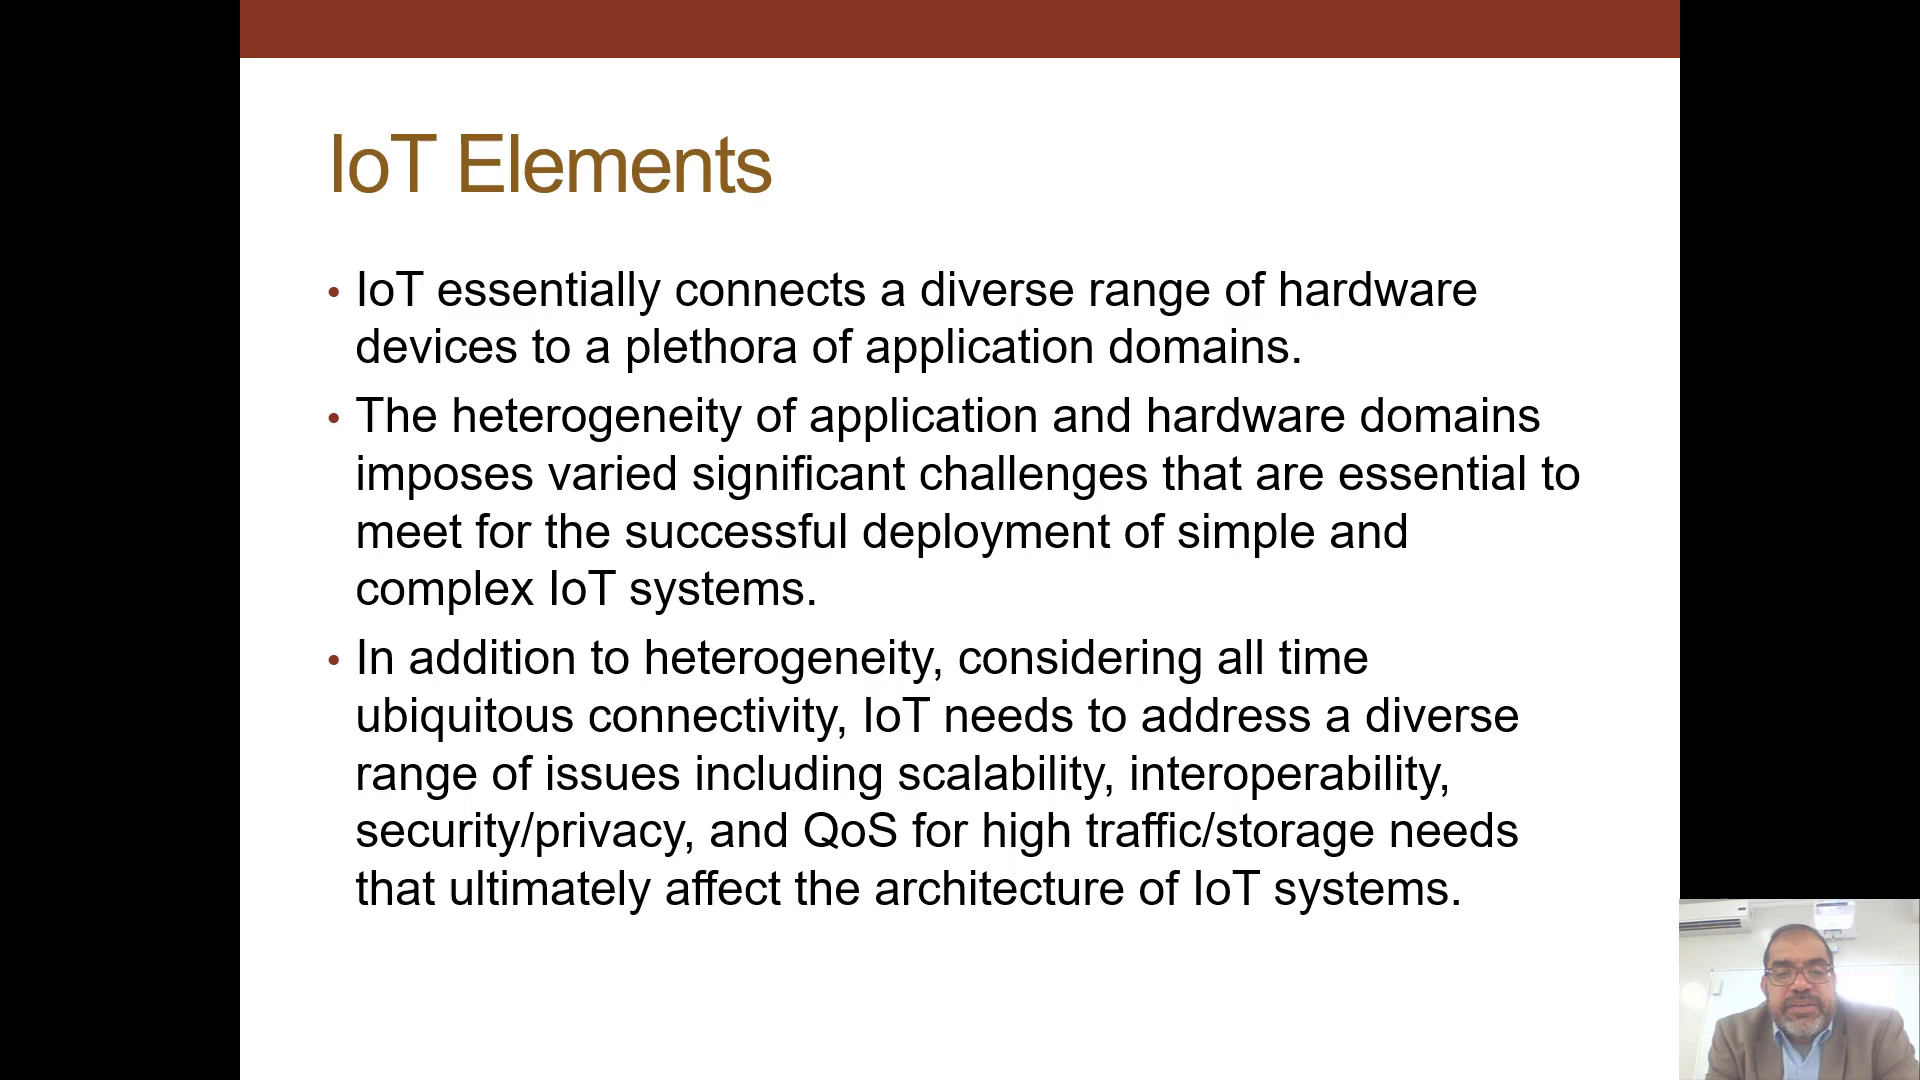 IoT Elements
• IoT essentially connects a diverse range of hardware
devices to a plethora of application domains.
• The heterogeneity of application and hardware domains
imposes varied significant challenges that are essential to
meet for the successful deployment of simple and
complex IoT systems.
• In addition to heterogeneity, considering all time
ubiquitous connectivity, IoT needs to address a diverse
range of issues including scalability, interoperability,
security/privacy, and QoS for high traffic/storage needs
that ultimately affect the architecture of IoT systems.